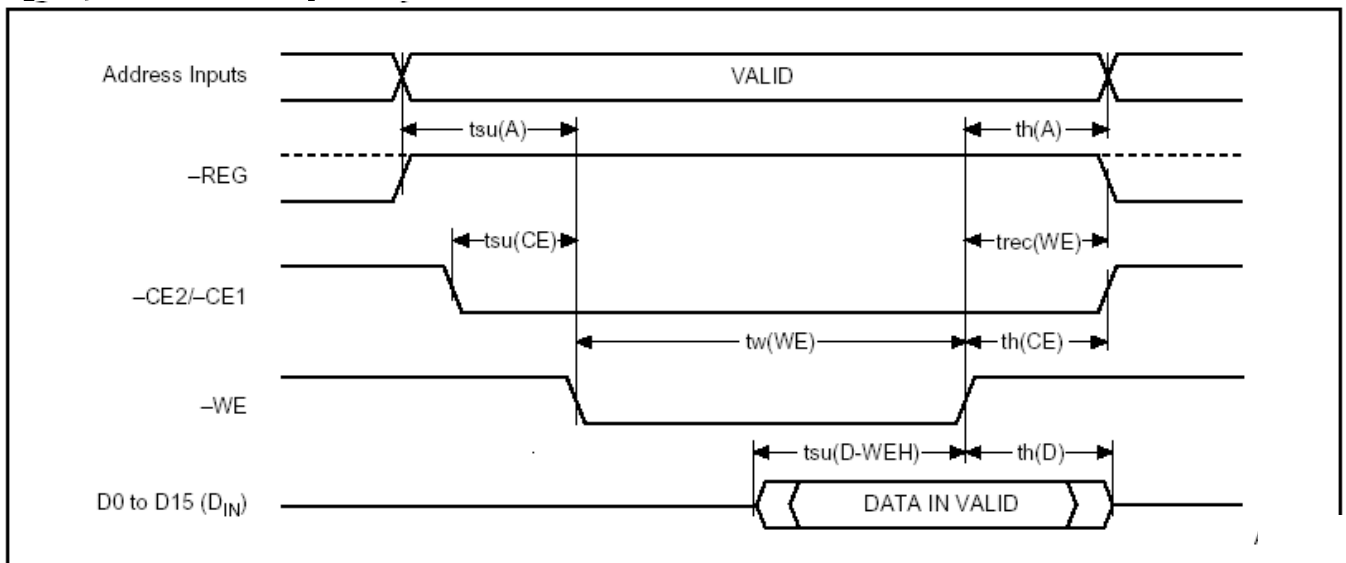 Address Inputs
VALID
tsu(A)
th(A)
–REG
tsu(CE)
trec(WE)
–CE2/–CE1
tw(WE)
th(CE)
–WE
tsu(D-WEH)
th(D)
D0 to D15 (DIN)
DATA IN VALID